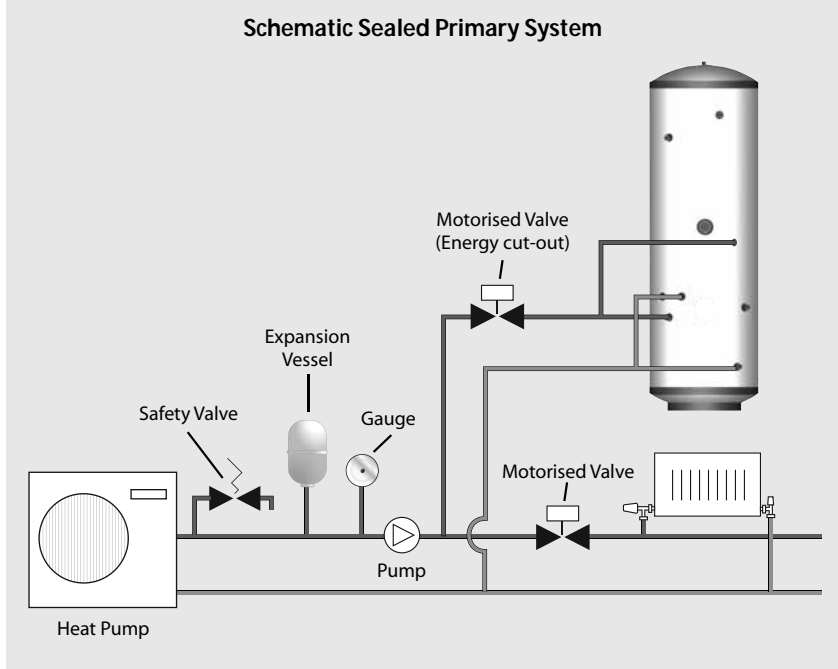 Schematic Sealed Primary System
Motorised Valve
(Energy cut-out)
Expansion
Vessel
Safety Valve
Gauge
Motorised Valve
Pump
Heat Pump